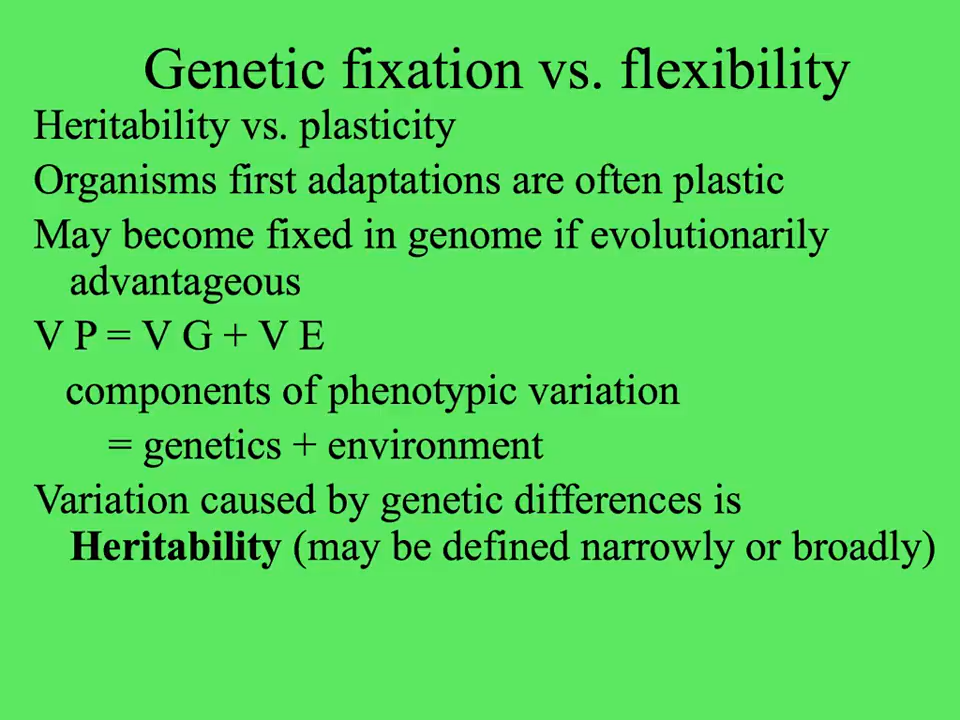 Genetic fixation vs. flexibility
Heritability vs. plasticity
Organisms first adaptations are often plastic
May become fixed in genome if evolutionarily
advantageous
V P = V G + V E
components of phenotypic variation
= genetics + environment
Variation caused by genetic differences is
Heritability (may be defined narrowly or broadly)